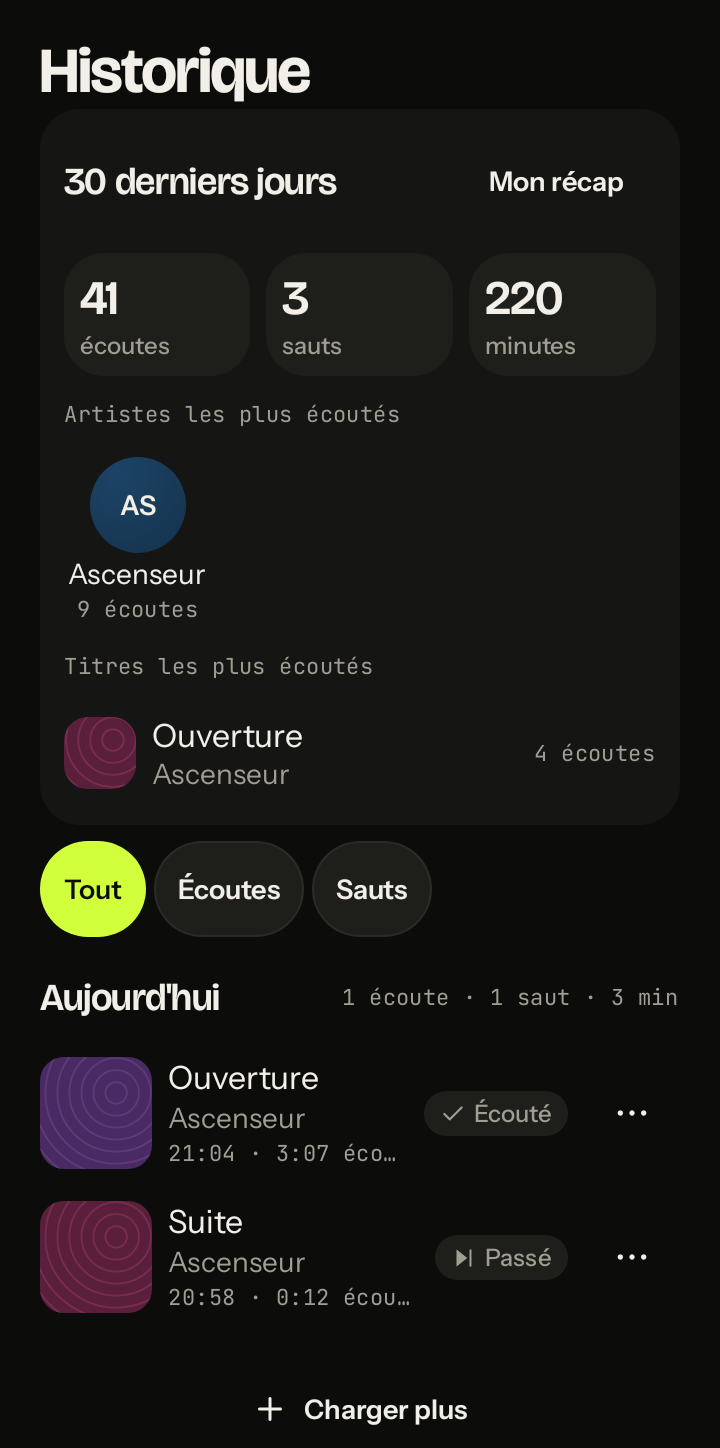 Historique
30 derniers jours
Mon récap
41
écoutes
3
sauts
220
minutes
Artistes les plus écoutés
AS
Ascenseur
9 écoutes
Titres les plus écoutés
Ouverture
Ascenseur
4 écoutes
Tout
Écoutes
Sauts
Aujourd'hui
1 écoute · 1 saut · 3 min
Ouverture
Ascenseur
21:04 · 3:07 éco…
Écouté
Suite
Ascenseur
20:58 · 0:12 écou…
Passé
Charger plus